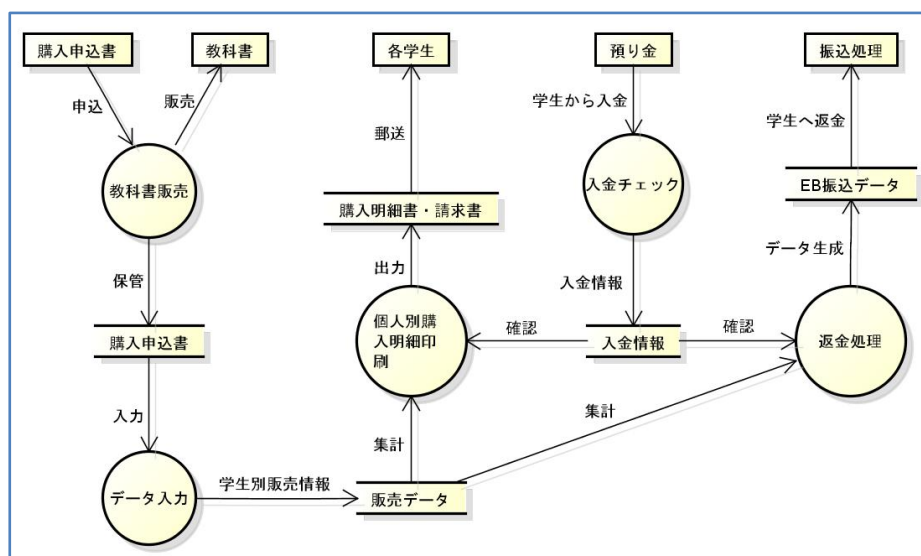 購入申込書
教科書
各学生
預り金
振込処理
申込
販売
郵送
学生から入金
学生へ返金
教科書販売
入金チェック
EB振込データ
購入明細書・請求書
保管
出力
入金情報
データ生成
購入申込書
個人別購
入明細印
刷
確認
入金情報
確認
返金処理
入力
集計
集計
データ入力
学生別販売情報
販売データ